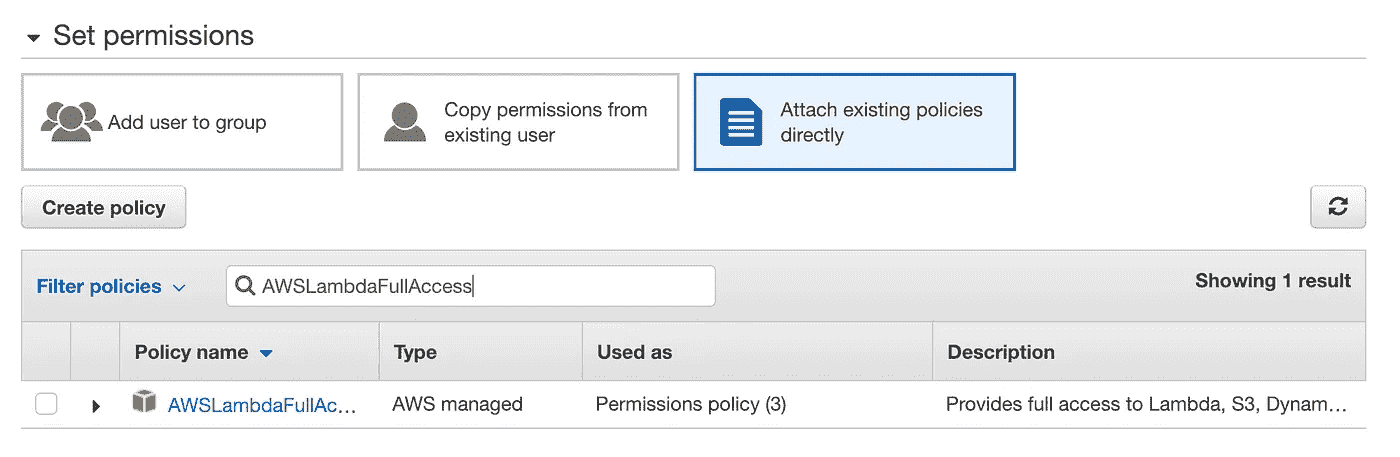 Set permissions
Add user to group
Copy permissions from
existing user
Attach existing policies
directly
Create policy
Filter policies
AWSLambdaFullAccess
Showing 1 result
Policy name Type Used as Description
AWSLambdaFullAc... AWS managed Permissions policy (3) Provides full access to Lambda, S3, Dynam...